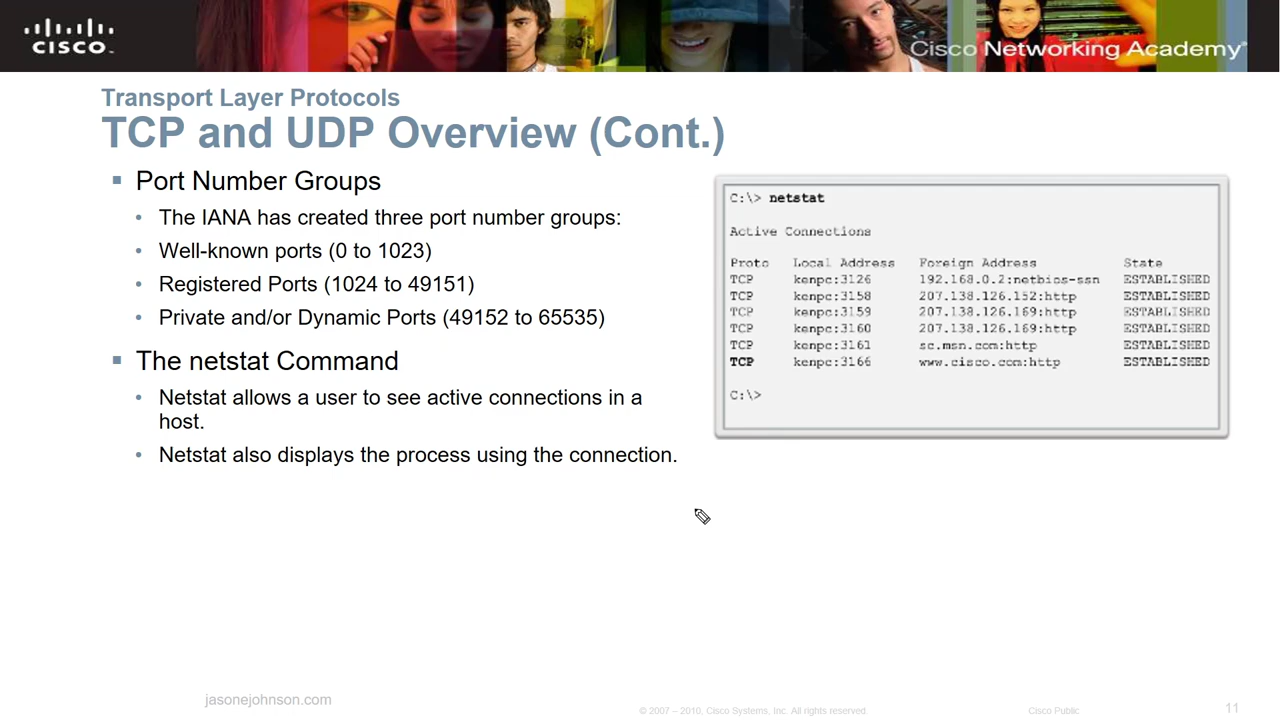 CISCO
Cisco Networking Academy
Transport Layer Protocols
TCP and UDP Overview (Cont.)
Port Number Groups
The IANA has created three port number groups:
Well-known ports (0 to 1023)
Registered Ports (1024 to 49151)
Private and/or Dynamic Ports (49152 to 65535)
The netstat Command
Netstat allows a user to see active connections in a
host.
Netstat also displays the process using the connection.
C:\> netstat
Active Connections
Proto Local Address Foreign Address State
TCP kenpc:3126 192.168.0.2:netbios-ssn ESTABLISHED
TCP kenpc:3158 207.138.126.152:http ESTABLISHED
TCP kenpc:3159 207.138.126.169:http ESTABLISHED
TCP kenpc:3160 207.138.126.169:http ESTABLISHED
TCP kenpc:3161 sc.msn.com:http ESTABLISHED
TCP kenpc:3166 www.cisco.com:http ESTABLISHED
C:\>
jasonejohnson.com
© 2007 – 2010, Cisco Systems, Inc. All rights reserved.
Cisco Public
11